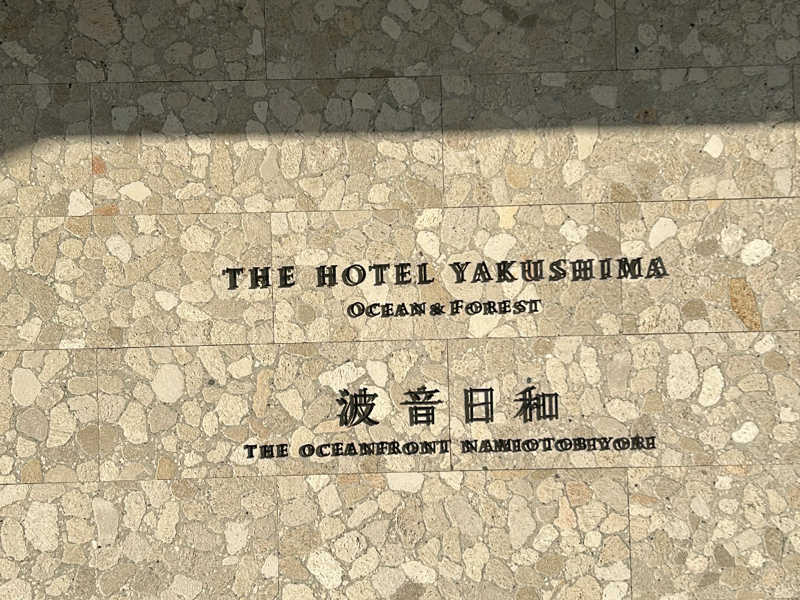 THE HOTEL YAKUSHIMA
OCEAN & FOREST
波音日和
THE OCEANFRONT NAMIOTOBIYORI